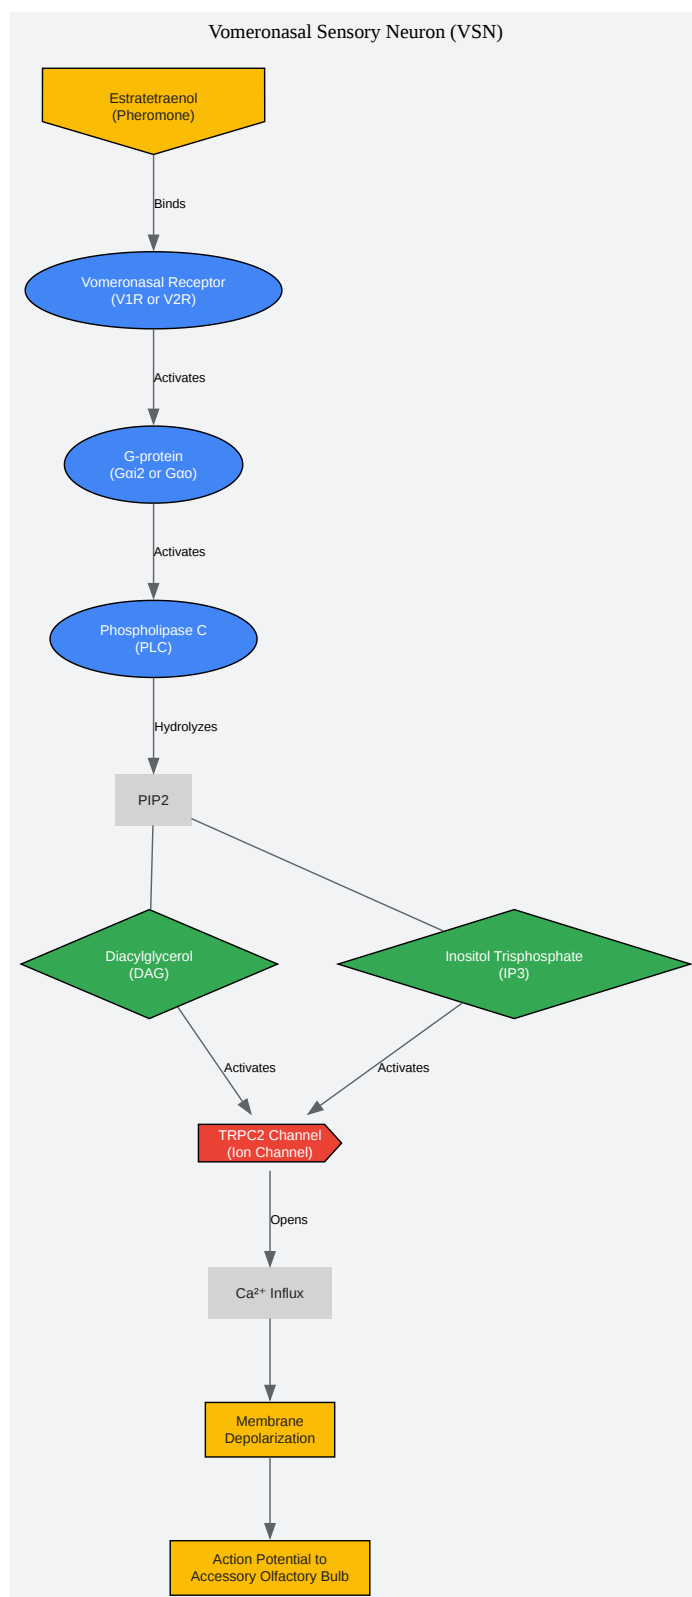 Vomeronasal Sensory Neuron (VSN)
Estratetraenol
(Pheromone)
Binds
Vomeronasal Receptor
(V1R or V2R)
Activates
G-protein
(Gαi2 or Gαo)
Activates
Phospholipase C
(PLC)
Hydrolyzes
PIP2
Diacylglycerol
(DAG)
Inositol Trisphosphate
(IP3)
Activates
Activates
TRPC2 Channel
(Ion Channel)
Opens
Ca²⁺ Influx
Membrane
Depolarization
Action Potential to
Accessory Olfactory Bulb